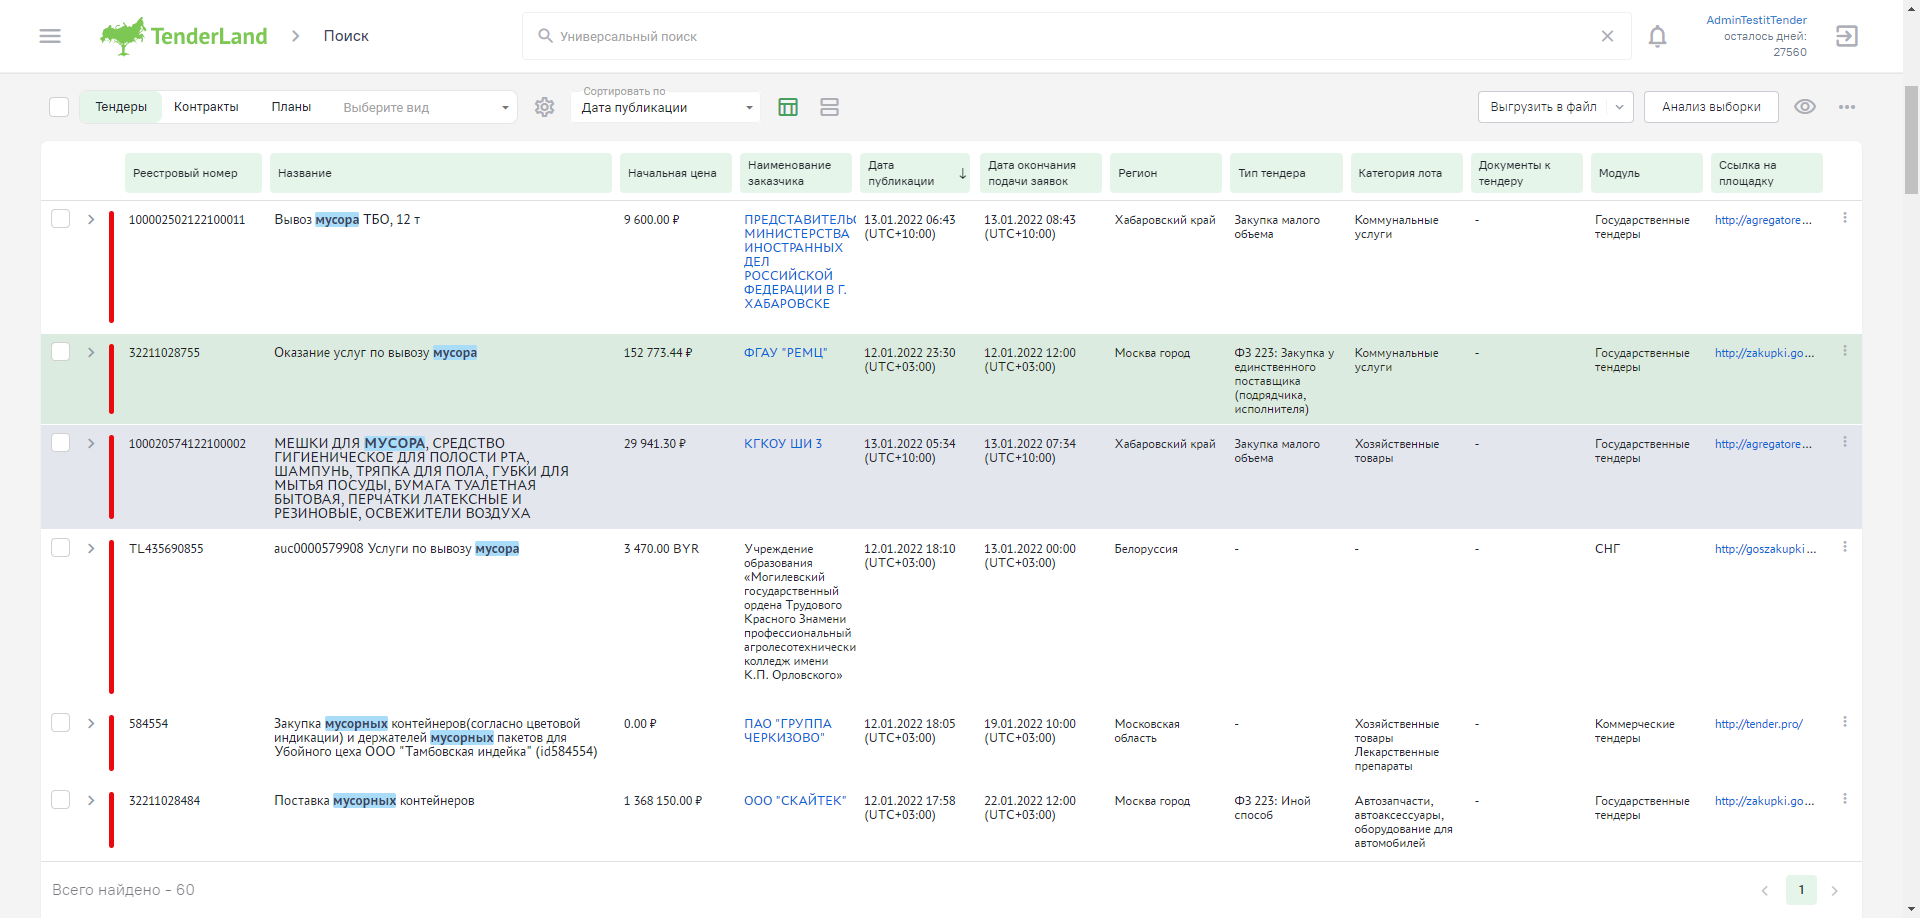 TenderLand
Поиск
Универсальный поиск
AdminTestitTender
осталось дней:
27560
Тендеры
Контракты
Планы
Выберите вид
Сортировать по
Дата публикации
Выгрузить в файл
Анализ выборки
Реестровый номер
Название
Начальная цена
Наименование
заказчика
Дата
публикации
Дата окончания
подачи заявок
Регион
Тип тендера
Категория лота
Документы к
тендеру
Модуль
Ссылка на
площадку
100002502122100011
Вывоз мусора ТБО, 12 т
9 600.00 ₽
ПРЕДСТАВИТЕЛЬС
МИНИСТЕРСТВА
ИНОСТРАННЫХ
ДЕЛ
РОССИЙСКОЙ
ФЕДЕРАЦИИ В Г.
ХАБАРОВСКЕ
13.01.2022 06:43
(UTC+10:00)
13.01.2022 08:43
(UTC+10:00)
Хабаровский край
Закупка малого
объема
Коммунальные
услуги
-
Государственные
тендеры
http://agregatore...
32211028755
Оказание услуг по вывозу мусора
152 773.44 ₽
ФГАУ "РЕМЦ"
12.01.2022 23:30
(UTC+03:00)
12.01.2022 12:00
(UTC+03:00)
Москва город
ФЗ 223: Закупка у
единственного
поставщика
(подрядчика,
исполнителя)
Коммунальные
услуги
-
Государственные
тендеры
http://zakupki.go...
100020574122100002
МЕШКИ ДЛЯ МУСОРА, СРЕДСТВО
ГИГИЕНИЧЕСКОЕ ДЛЯ ПОЛОСТИ РТА,
ШАМПУНЬ, ТРЯПКА ДЛЯ ПОЛА, ГУБКИ ДЛЯ
МЫТЬЯ ПОСУДЫ, БУМАГА ТУАЛЕТНАЯ
БЫТОВАЯ, ПЕРЧАТКИ ЛАТЕКСНЫЕ И
РЕЗИНОВЫЕ, ОСВЕЖИТЕЛИ ВОЗДУХА
29 941.30 ₽
КГКОУ ШИ 3
13.01.2022 05:34
(UTC+10:00)
13.01.2022 07:34
(UTC+10:00)
Хабаровский край
Закупка малого
объема
Хозяйственные
товары
-
Государственные
тендеры
http://agregatore...
TL435690855
auc0000579908 Услуги по вывозу мусора
3 470.00 BYR
Учреждение
образования
«Могилевский
государственный
ордена Трудового
Красного Знамени
профессиональный
агролесотехнически
колледж имени
К.П. Орловского»
12.01.2022 18:10
(UTC+03:00)
13.01.2022 00:00
(UTC+03:00)
Белоруссия
-
-
-
СНГ
http://goszakupki...
584554
Закупка мусорных контейнеров(согласно цветовой
индикации) и держателей мусорных пакетов для
Убойного цеха ООО "Тамбовская индейка" (id584554)
0.00 ₽
ПАО "ГРУППА
ЧЕРКИЗОВО"
12.01.2022 18:05
(UTC+03:00)
19.01.2022 10:00
(UTC+03:00)
Московская
область
-
Хозяйственные
товары
Лекарственные
препараты
-
Коммерческие
тендеры
http://tender.pro/
32211028484
Поставка мусорных контейнеров
1 368 150.00 ₽
ООО "СКАЙТЕК"
12.01.2022 17:58
(UTC+03:00)
22.01.2022 12:00
(UTC+03:00)
Москва город
ФЗ 223: Иной
способ
Автозапчасти,
автоаксессуары,
оборудование для
автомобилей
-
Государственные
тендеры
http://zakupki.go...
Всего найдено - 60
1